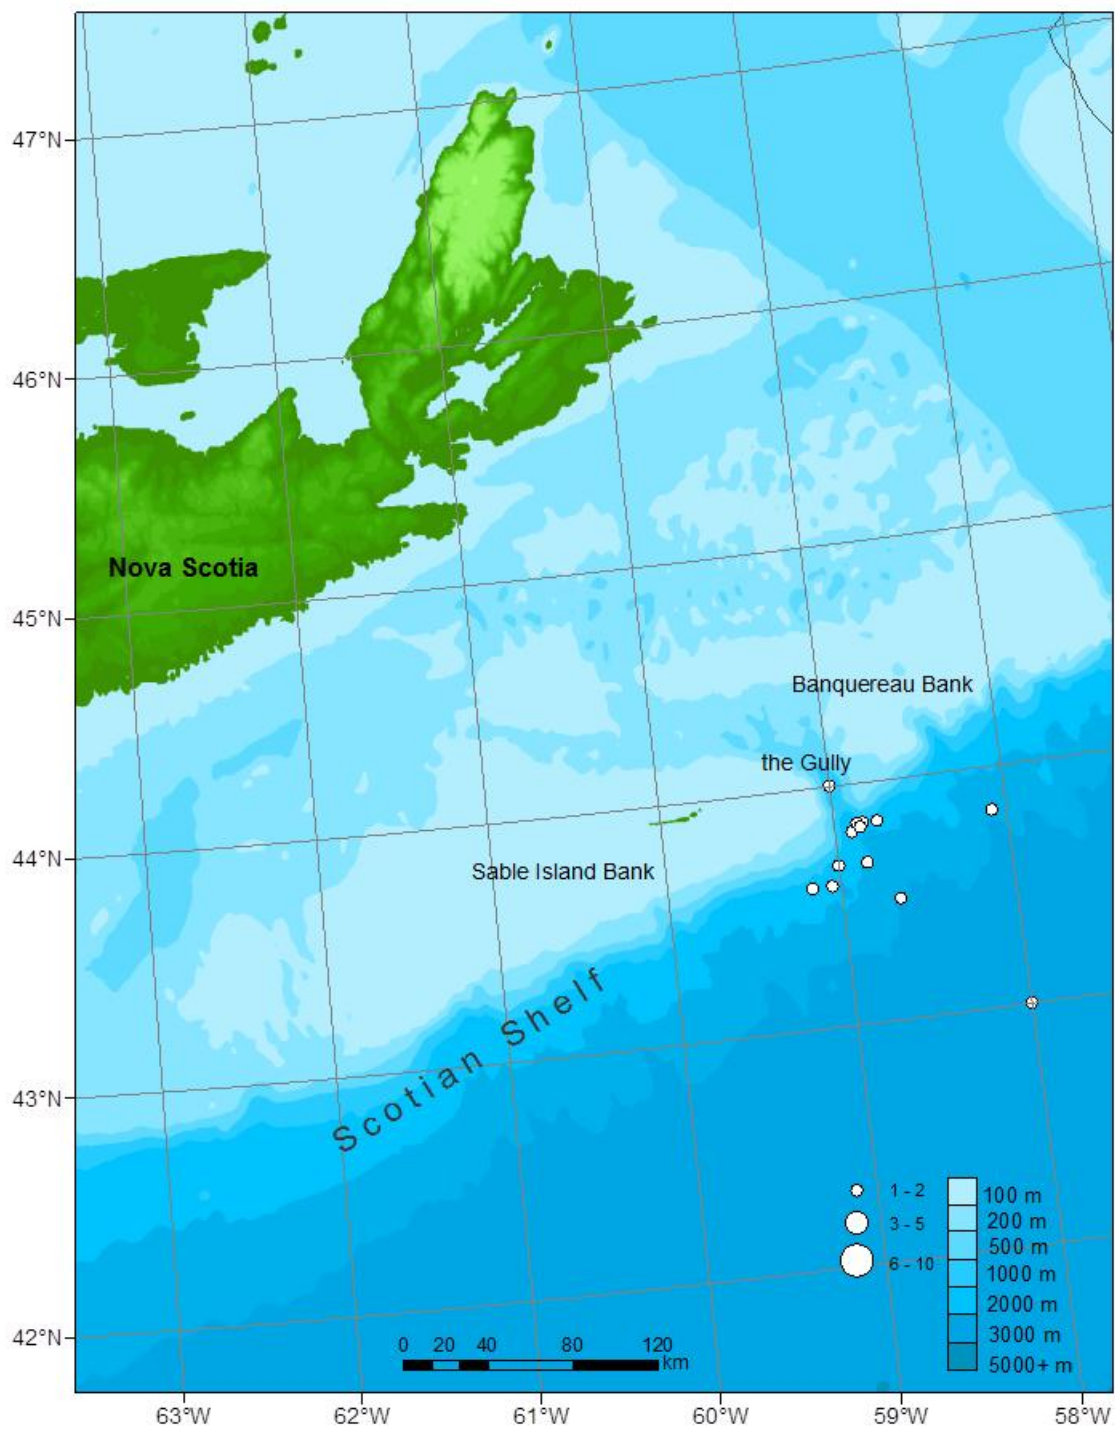 47°N
46°N
Nova Scotia
45°N
Banquereau Bank
the Gully
44°N
Sable Island Bank
Scotian Shelf
43°N
1 - 2
3 - 5
6 - 10
100 m
200 m
500 m
1000 m
2000 m
3000 m
5000+ m
42°N
0 20 40 80 120
km
63°W 62°W 61°W 60°W 59°W 58°W